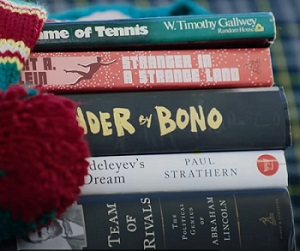 ame of Tennis
W. Timothy Gallwey
Random House
T A.
EIN
STRANGER IN
A STRANGE LAND
NDER by BONO
deleyev's
Dream
PAUL
STRATHERN
TEAM
OF
RIVALS
THE
POLITICAL
GENIUS
OF
ABRAHAM
LINCOLN